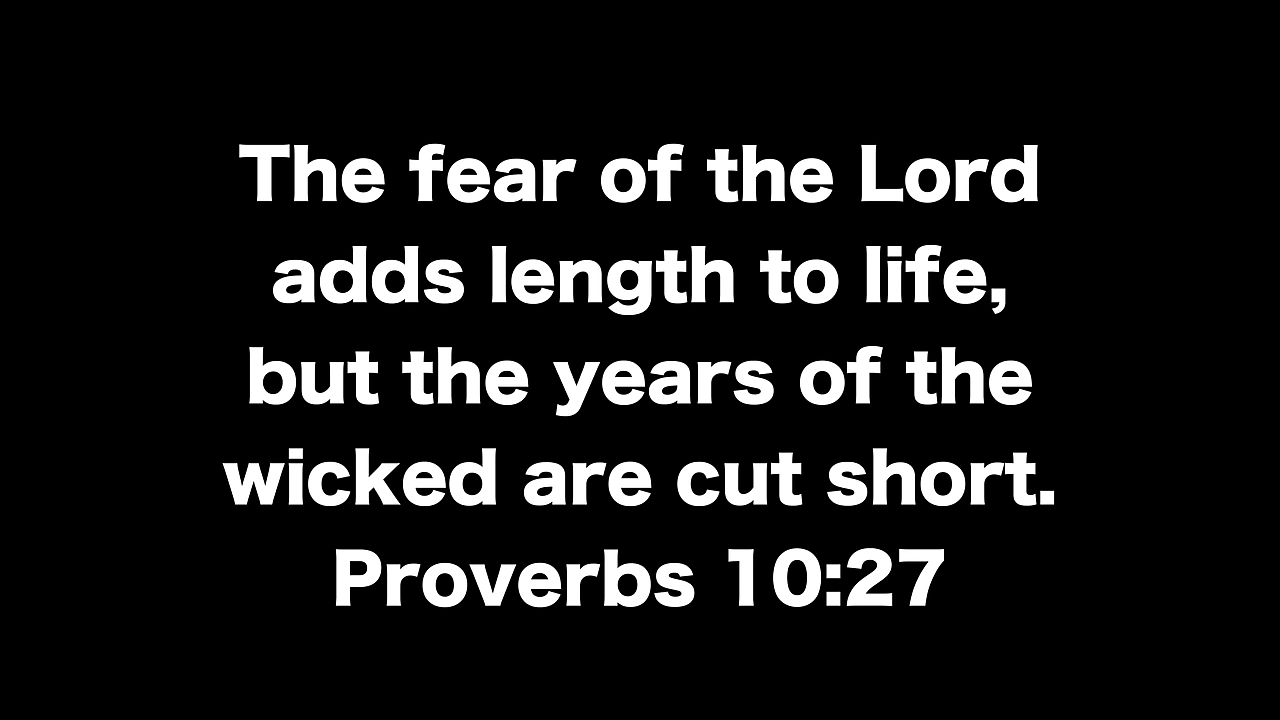 The fear of the Lord
adds length to life,
but the years of the
wicked are cut short.
Proverbs 10:27